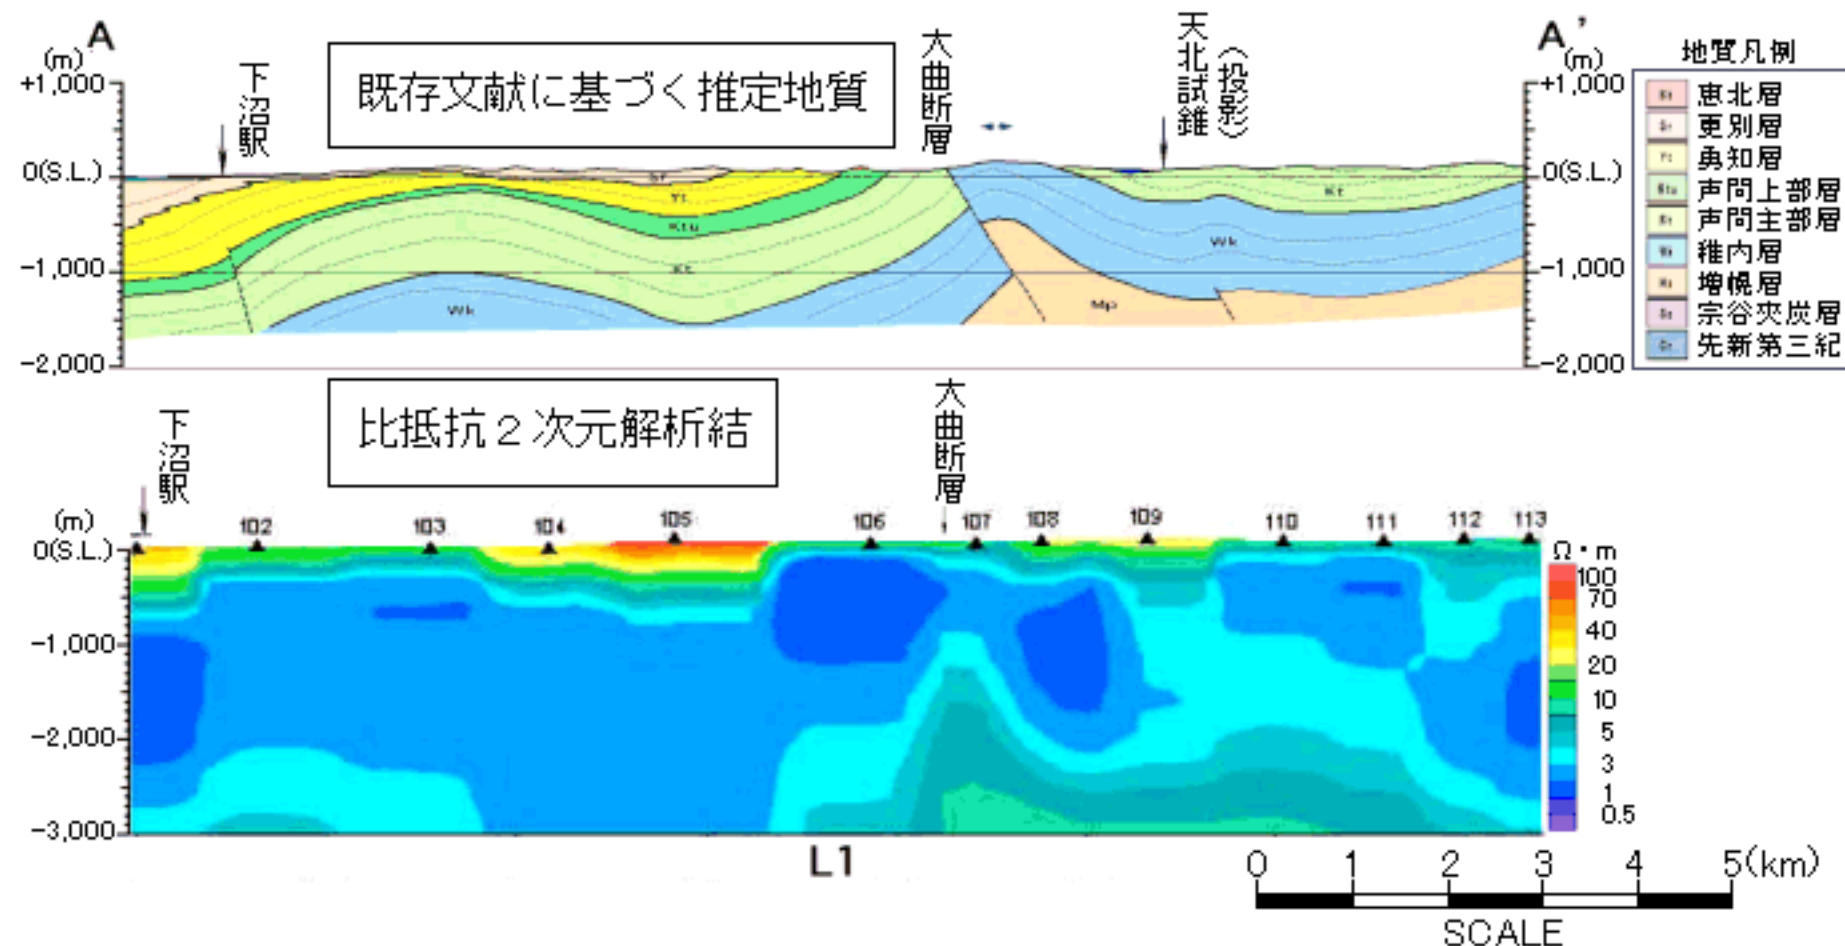 A
(m)
+1,000
0(S.L.)
-1,000
-2,000
下沼駅
既存文献に基づく推定地質
大曲断層
天北試錐
(投影)
A'
(m)
+1,000
0(S.L.)
-1,000
-2,000
Yt
Ktu
Kt
Wk
Kt
Wk
Mp
地質凡例
恵北層
更別層
勇知層
声問上部層
声問主部層
稚内層
増幌層
宗谷夾炭層
先新第三紀
下沼駅
比抵抗2次元解析結
大曲断層
(m)
0(S.L.)
-1,000
-2,000
-3,000
102 103 104 105 106 107 108 109 110 111 112 113
Ω・m
100
70
40
20
10
5
3
1
0.5
L1
0 1 2 3 4 5(km)
SCALE